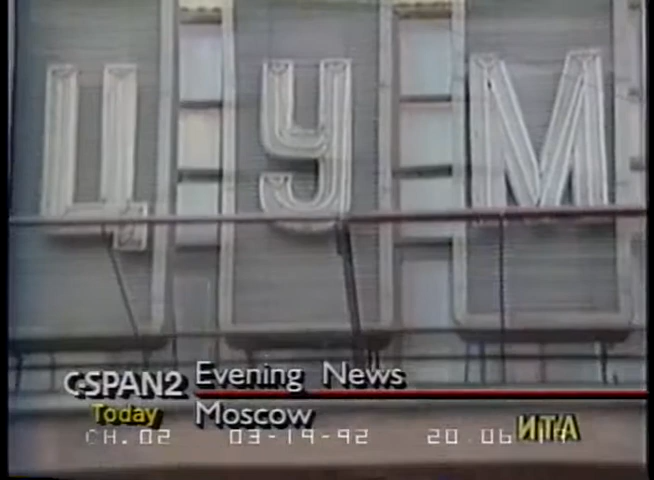 ЦУМ
C-SPAN2 Evening News
Today Moscow
CH.02 03-19-92 20 06 ИТА